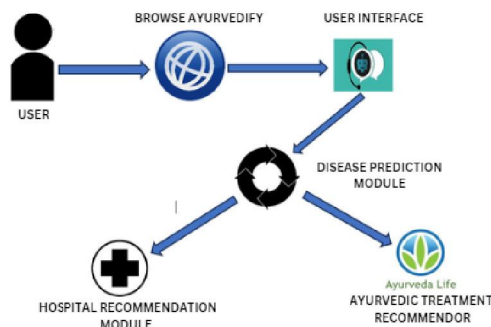 BROWSE AYURVEDIFY
USER INTERFACE
USER
DISEASE PREDICTION
MODULE
Ayurveda Life
HOSPITAL RECOMMENDATION
MODULE
AYURVEDIC TREATMENT
RECOMMENDOR